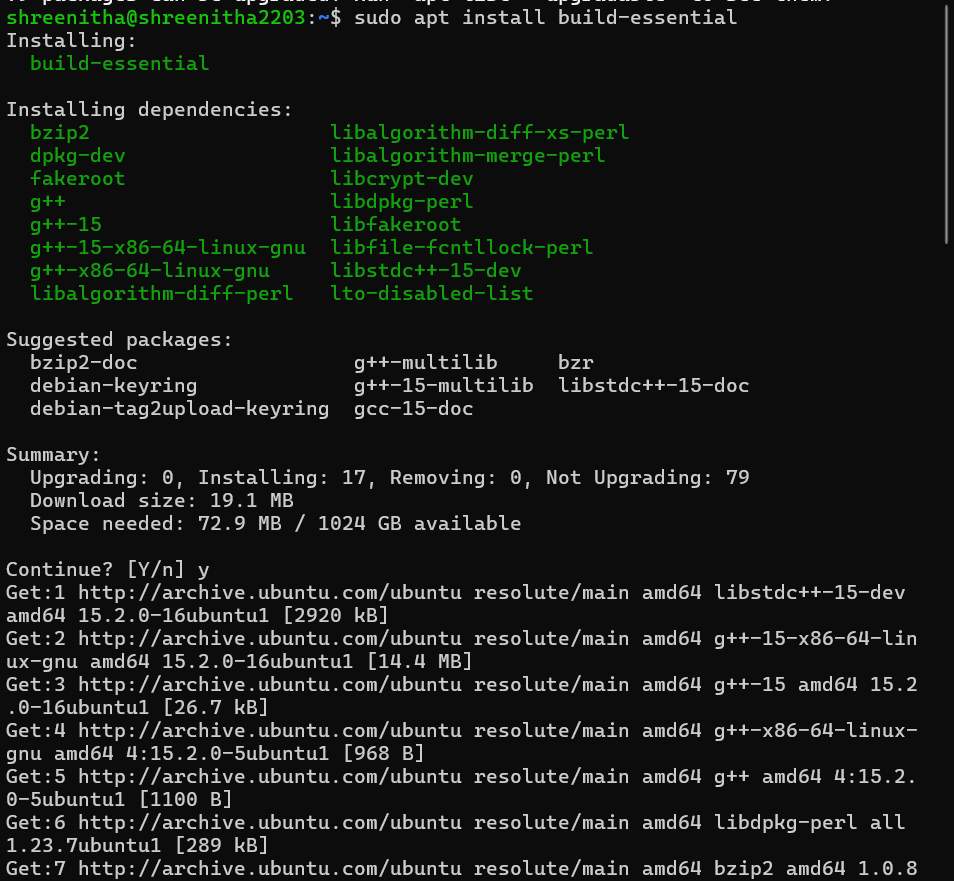 shreenitha@shreenitha2203:~$ sudo apt install build-essential
Installing:
  build-essential

Installing dependencies:
  bzip2                    libalgorithm-diff-xs-perl
  dpkg-dev                 libalgorithm-merge-perl
  fakeroot                 libcrypt-dev
  g++                      libdpkg-perl
  g++-15                   libfakeroot
  g++-15-x86-64-linux-gnu  libfile-fcntllock-perl
  g++-x86-64-linux-gnu     libstdc++-15-dev
  libalgorithm-diff-perl   lto-disabled-list

Suggested packages:
  bzip2-doc                  g++-multilib     bzr
  debian-keyring             g++-15-multilib  libstdc++-15-doc
  debian-tag2upload-keyring  gcc-15-doc

Summary:
  Upgrading: 0, Installing: 17, Removing: 0, Not Upgrading: 79
  Download size: 19.1 MB
  Space needed: 72.9 MB / 1024 GB available

Continue? [Y/n] y
Get:1 http://archive.ubuntu.com/ubuntu resolute/main amd64 libstdc++-15-dev
amd64 15.2.0-16ubuntu1 [2920 kB]
Get:2 http://archive.ubuntu.com/ubuntu resolute/main amd64 g++-15-x86-64-lin
ux-gnu amd64 15.2.0-16ubuntu1 [14.4 MB]
Get:3 http://archive.ubuntu.com/ubuntu resolute/main amd64 g++-15 amd64 15.2
.0-16ubuntu1 [26.7 kB]
Get:4 http://archive.ubuntu.com/ubuntu resolute/main amd64 g++-x86-64-linux-
gnu amd64 4:15.2.0-5ubuntu1 [968 B]
Get:5 http://archive.ubuntu.com/ubuntu resolute/main amd64 g++ amd64 4:15.2.
0-5ubuntu1 [1100 B]
Get:6 http://archive.ubuntu.com/ubuntu resolute/main amd64 libdpkg-perl all
1.23.7ubuntu1 [289 kB]
Get:7 http://archive.ubuntu.com/ubuntu resolute/main amd64 bzip2 amd64 1.0.8